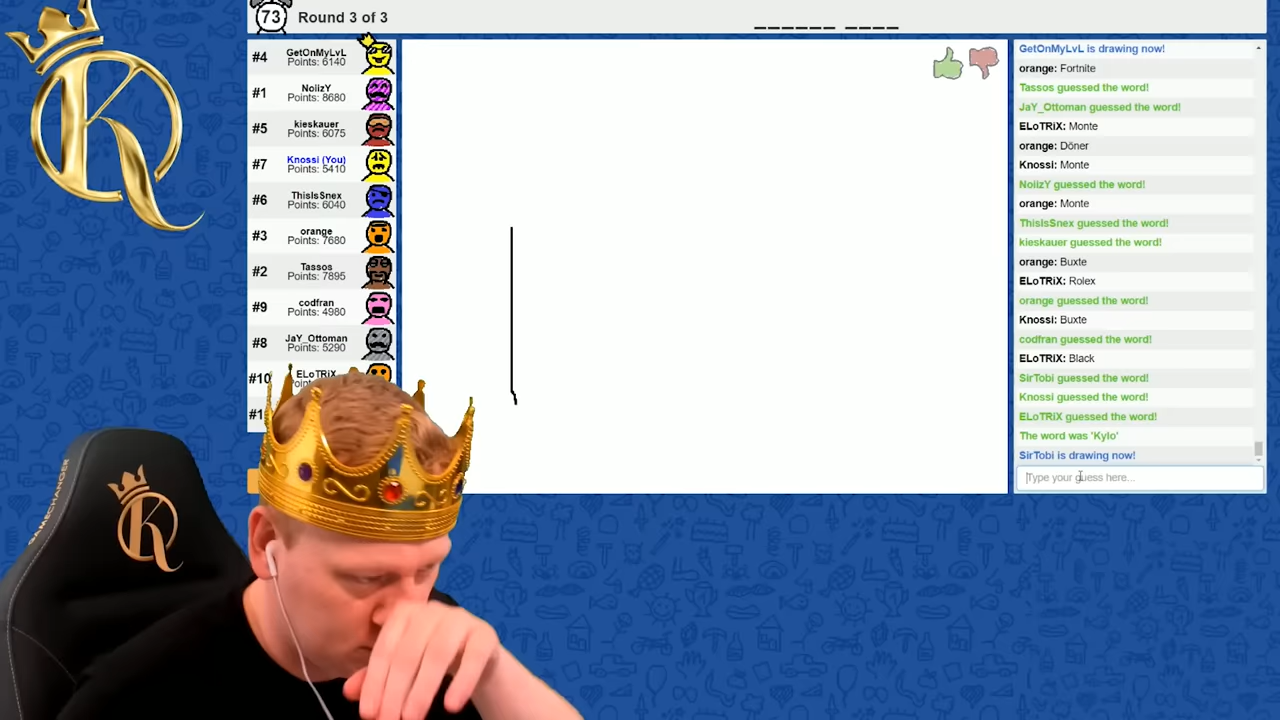 73
Round 3 of 3
______ ____
#4
GetOnMyLvL
Points: 6140
#1
NoiizY
Points: 8680
#5
kieskauer
Points: 6075
#7
Knossi (You)
Points: 5410
#6
ThisIsSnex
Points: 6040
#3
orange
Points: 7680
#2
Tassos
Points: 7895
#9
codfran
Points: 4980
#8
JaY_Ottoman
Points: 5290
#10
ELoTRiX
GetOnMyLvL is drawing now!
orange: Fortnite
Tassos guessed the word!
JaY_Ottoman guessed the word!
ELoTRiX: Monte
orange: Döner
Knossi: Monte
NoiizY guessed the word!
orange: Monte
ThisIsSnex guessed the word!
kieskauer guessed the word!
orange: Buxte
ELoTRiX: Rolex
orange guessed the word!
Knossi: Buxte
codfran guessed the word!
ELoTRiX: Black
SirTobi guessed the word!
Knossi guessed the word!
ELoTRiX guessed the word!
The word was 'Kylo'
SirTobi is drawing now!
Type your guess here...
K
GAMECHANGER
K